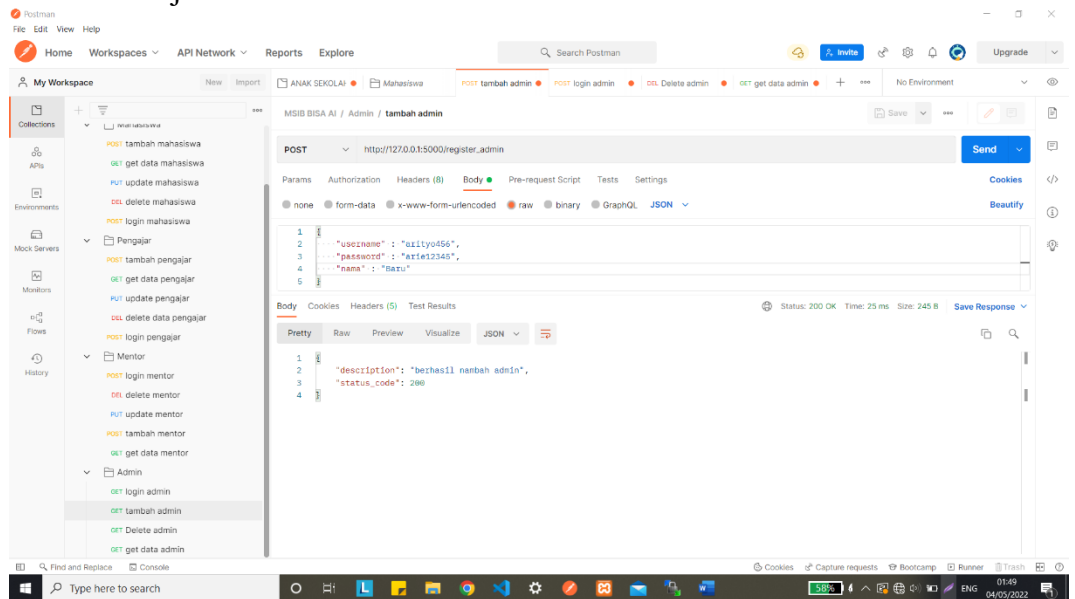 Postman
File Edit View Help
Home Workspaces API Network Reports Explore
Search Postman
Invite
Upgrade
My Workspace
New Import
ANAK SEKOLAH
Mahasiswa
POST tambah admin
POST login admin
DEL Delete admin
GET get data admin
No Environment
Collections
APIs
Environments
Mock Servers
Monitors
Flows
History
Mahasiswa
POST tambah mahasiswa
GET get data mahasiswa
PUT update mahasiswa
DEL delete mahasiswa
POST login mahasiswa
Pengajar
POST tambah pengajar
GET get data pengajar
PUT update pengajar
DEL delete data pengajar
POST login pengajar
Mentor
POST login mentor
DEL delete mentor
PUT update mentor
POST tambah mentor
GET get data mentor
Admin
GET login admin
GET tambah admin
GET Delete admin
GET get data admin
MSIB BISA AI / Admin / tambah admin
Save
POST http://127.0.0.1:5000/register_admin
Send
Params Authorization Headers (8) Body Pre-request Script Tests Settings
Cookies
none form-data x-www-form-urlencoded raw binary GraphQL JSON
Beautify
1 {
2 "username" : "arityo456",
3 "password" : "arie12345",
4 "nama" : "Baru"
5 }
Body Cookies Headers (5) Test Results
Status: 200 OK Time: 25 ms Size: 245 B Save Response
Pretty Raw Preview Visualize JSON
1 {
2 "description": "berhasil nambah admin",
3 "status_code": 200
4 }
Find and Replace Console
Cookies Capture requests Bootcamp Runner Trash
Type here to search
58%
ENG
01:49
04/05/2022